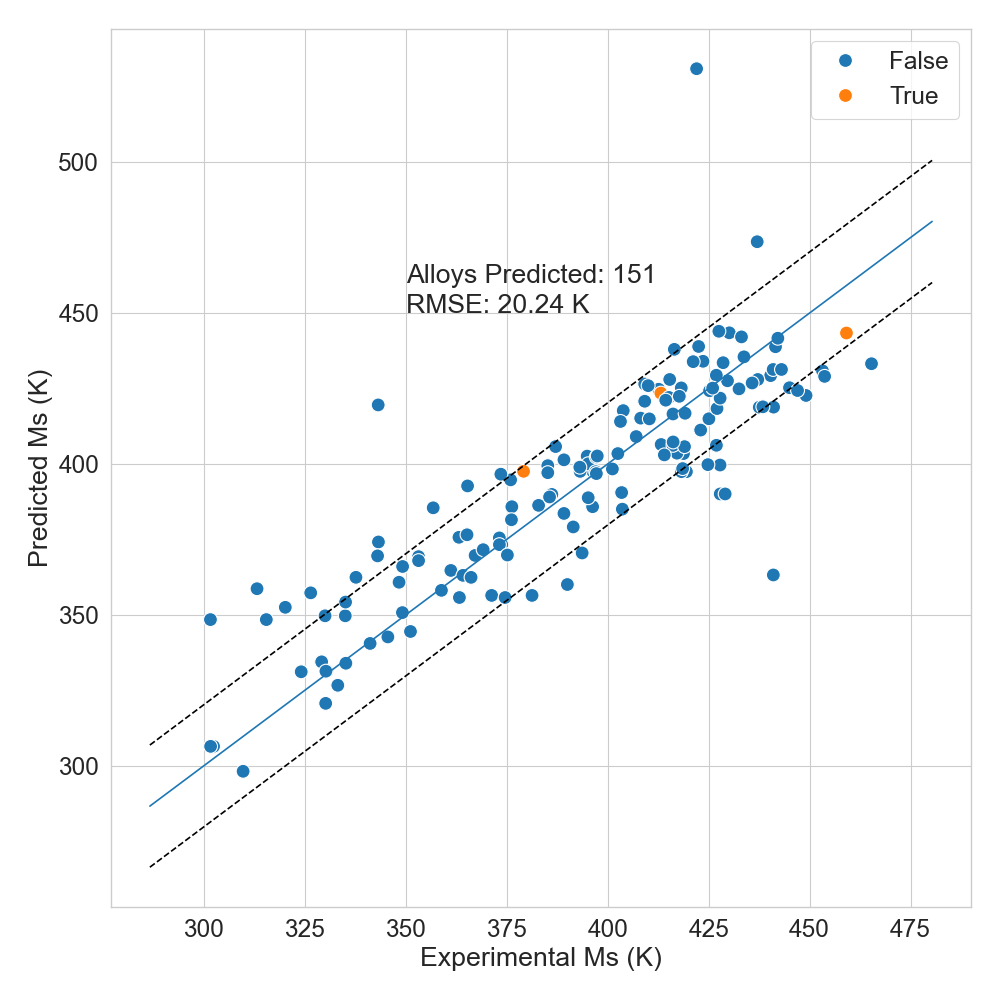 False
True
500
450
400
350
300
Alloys Predicted: 151
RMSE: 20.24 K
Predicted Ms (K)
300 325 350 375 400 425 450 475
Experimental Ms (K)